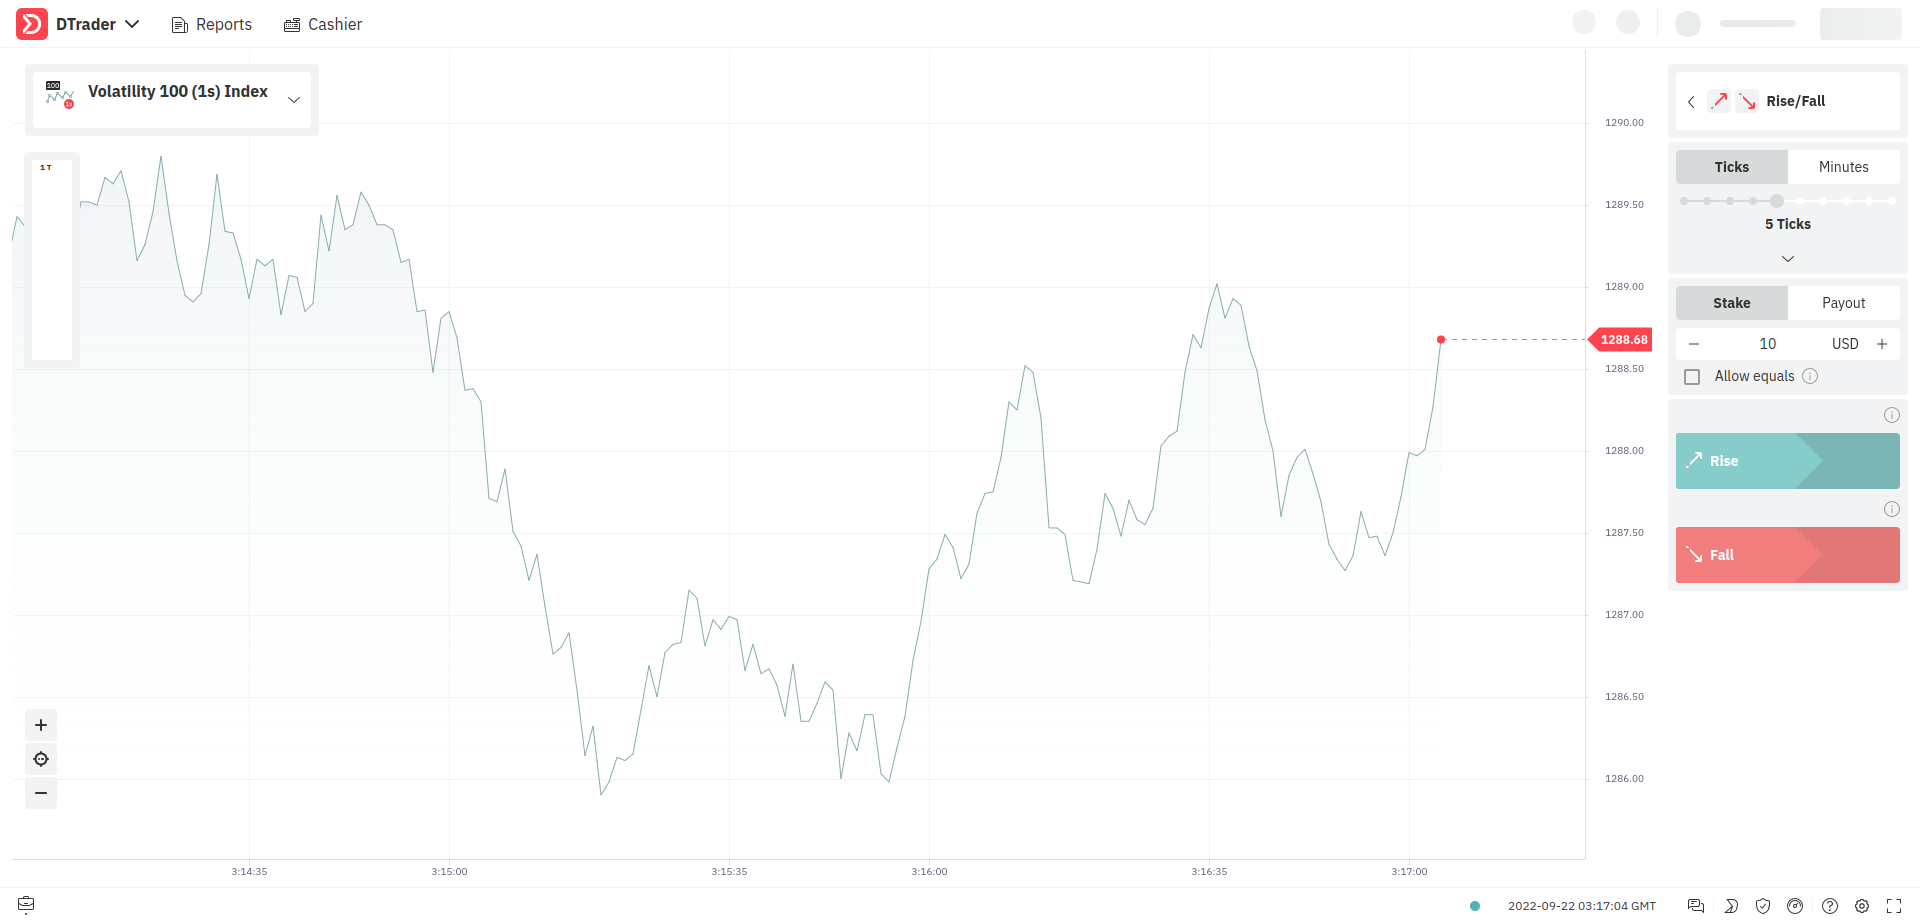 DTrader
Reports
Cashier
100
1s
Volatility 100 (1s) Index
1T
1290.00
1289.50
1289.00
1288.68
1288.50
1288.00
1287.50
1287.00
1286.50
1286.00
3:14:35
3:15:00
3:15:35
3:16:00
3:16:35
3:17:00
Rise/Fall
Ticks
Minutes
5 Ticks
Stake
Payout
10
USD
Allow equals
Rise
Fall
2022-09-22 03:17:04 GMT